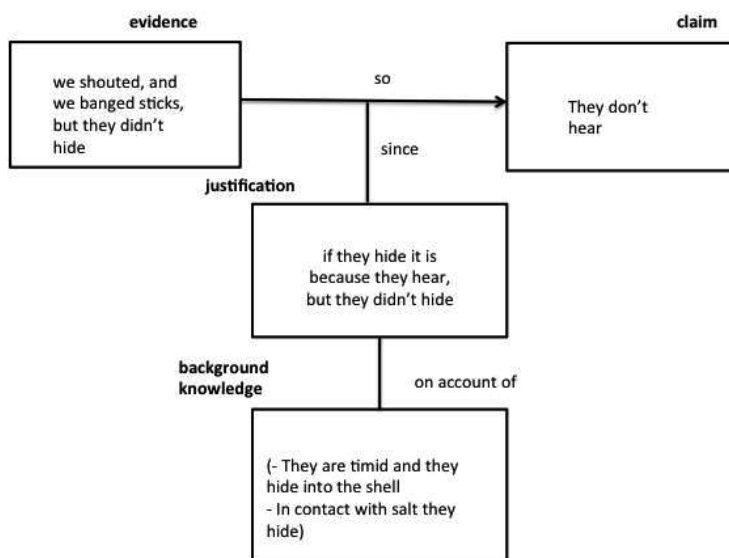 evidence
claim
we shouted, and
we banged sticks,
but they didn't
hide
so
They don't
hear
since
justification
if they hide it is
because they hear,
but they didn't hide
background
knowledge
on account of
(- They are timid and they
hide into the shell
- In contact with salt they
hide)